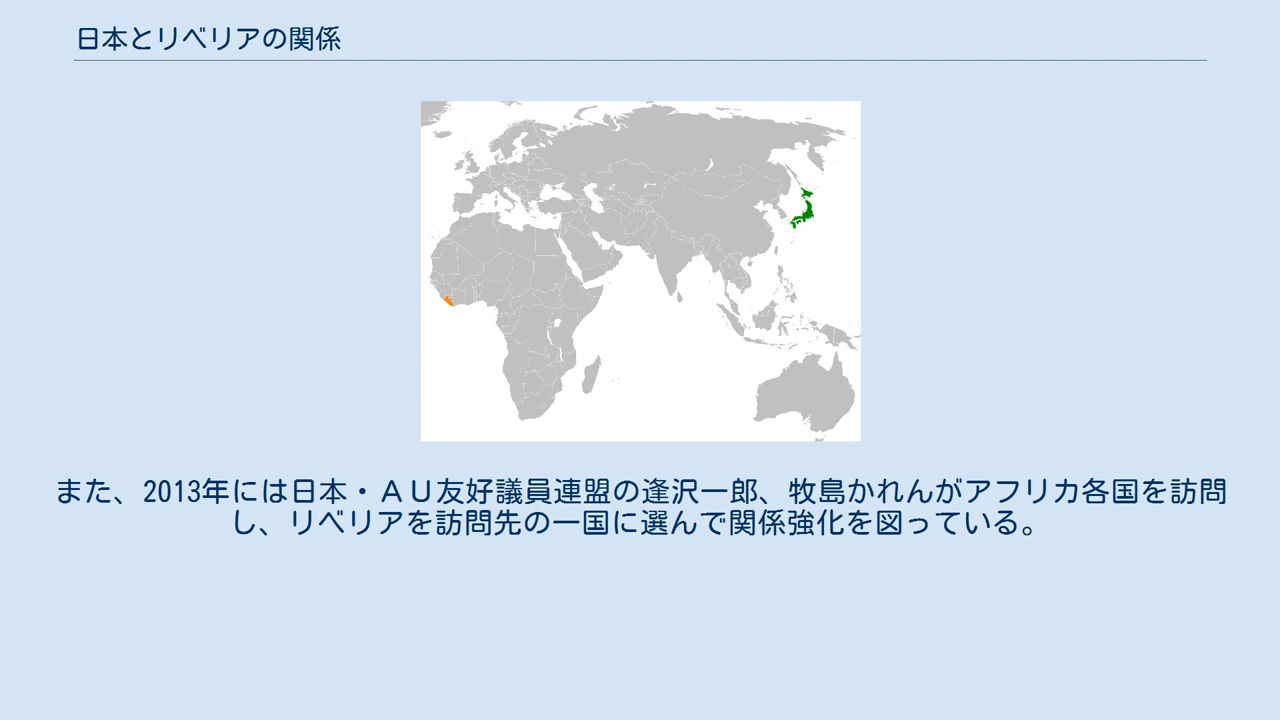 日本とリベリアの関係
また、2013年には日本・ＡＵ友好議員連盟の逢沢一郎、牧島かれんがアフリカ各国を訪問
し、リベリアを訪問先の一国に選んで関係強化を図っている。